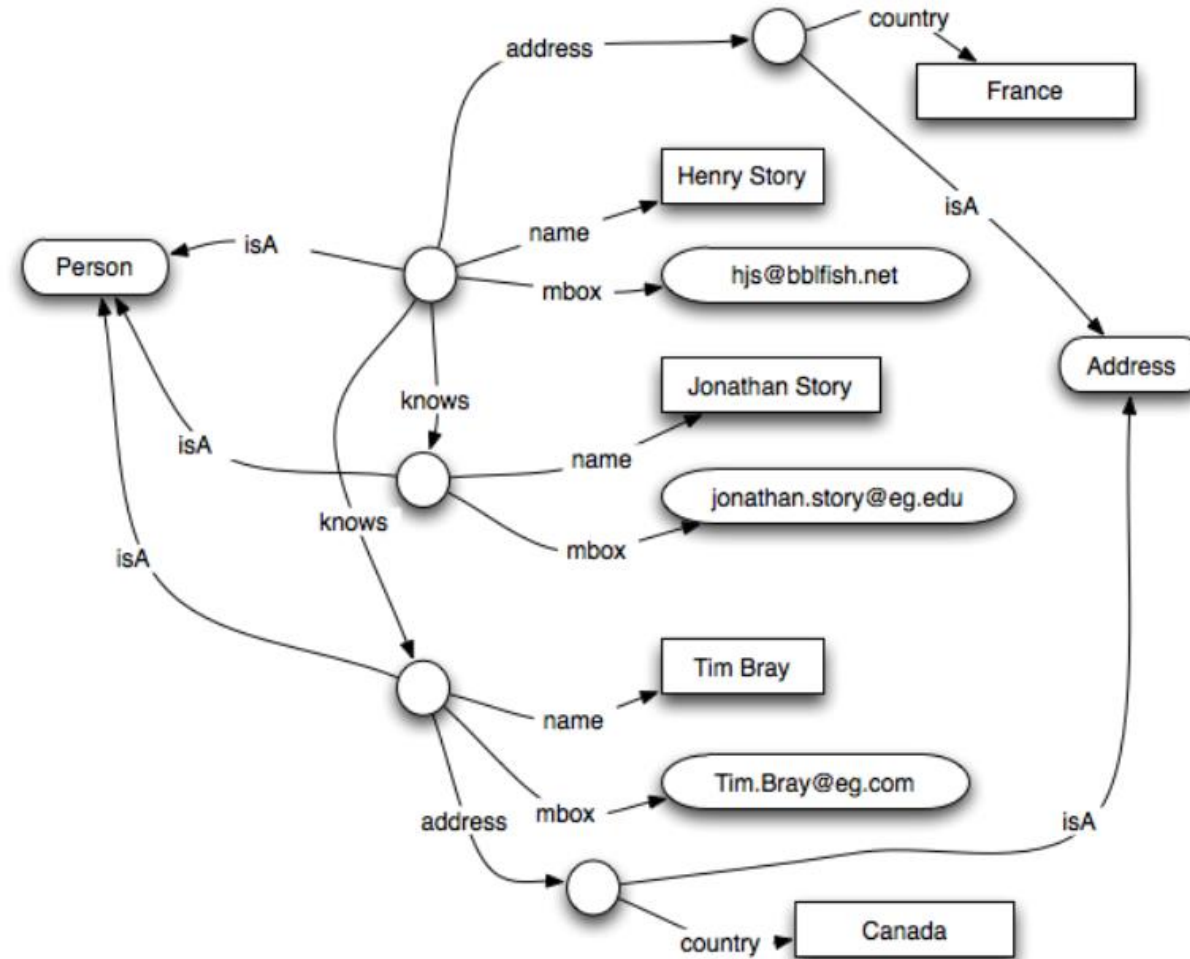 country
address
France
Henry Story
isA
name
isA
Person
hjs@bblfish.net
mbox
Address
Jonathan Story
knows
isA
name
jonathan.story@eg.edu
knows
mbox
isA
Tim Bray
name
Tim.Bray@eg.com
mbox
address
isA
Canada
country